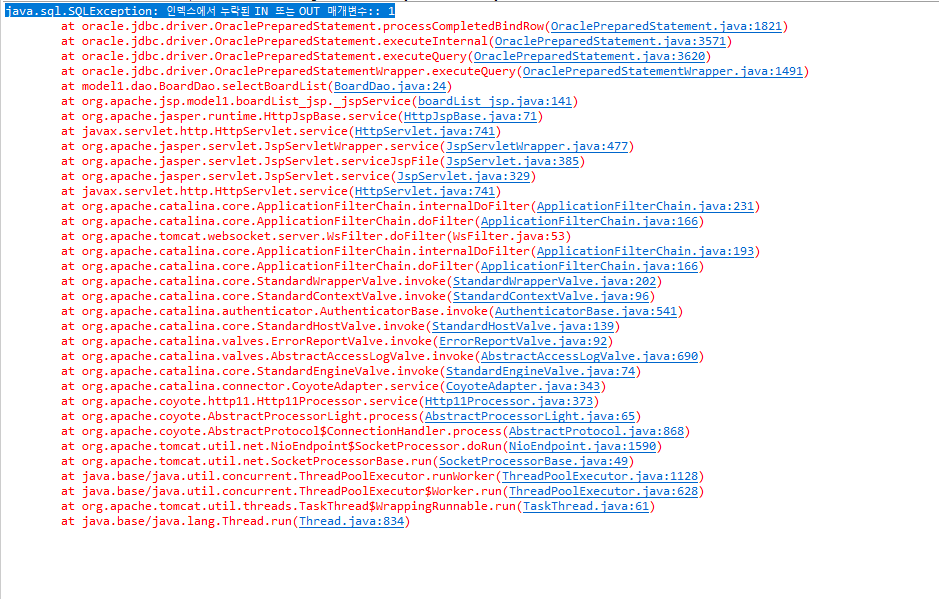 java.sql.SQLException: 인덱스에서 누락된 IN 또는 OUT 매개변수:: 1
at oracle.jdbc.driver.OraclePreparedStatement.processCompletedBindRow(OraclePreparedStatement.java:1821)
at oracle.jdbc.driver.OraclePreparedStatement.executeInternal(OraclePreparedStatement.java:3571)
at oracle.jdbc.driver.OraclePreparedStatement.executeQuery(OraclePreparedStatement.java:3620)
at oracle.jdbc.driver.OraclePreparedStatementWrapper.executeQuery(OraclePreparedStatementWrapper.java:1491)
at model1.dao.BoardDao.selectBoardList(BoardDao.java:24)
at org.apache.jsp.model1.boardList_jsp._jspService(boardList_jsp.java:141)
at org.apache.jasper.runtime.HttpJspBase.service(HttpJspBase.java:71)
at javax.servlet.http.HttpServlet.service(HttpServlet.java:741)
at org.apache.jasper.servlet.JspServletWrapper.service(JspServletWrapper.java:477)
at org.apache.jasper.servlet.JspServlet.serviceJspFile(JspServlet.java:385)
at org.apache.jasper.servlet.JspServlet.service(JspServlet.java:329)
at javax.servlet.http.HttpServlet.service(HttpServlet.java:741)
at org.apache.catalina.core.ApplicationFilterChain.internalDoFilter(ApplicationFilterChain.java:231)
at org.apache.catalina.core.ApplicationFilterChain.doFilter(ApplicationFilterChain.java:166)
at org.apache.tomcat.websocket.server.WsFilter.doFilter(WsFilter.java:53)
at org.apache.catalina.core.ApplicationFilterChain.internalDoFilter(ApplicationFilterChain.java:193)
at org.apache.catalina.core.ApplicationFilterChain.doFilter(ApplicationFilterChain.java:166)
at org.apache.catalina.core.StandardWrapperValve.invoke(StandardWrapperValve.java:202)
at org.apache.catalina.core.StandardContextValve.invoke(StandardContextValve.java:96)
at org.apache.catalina.authenticator.AuthenticatorBase.invoke(AuthenticatorBase.java:541)
at org.apache.catalina.core.StandardHostValve.invoke(StandardHostValve.java:139)
at org.apache.catalina.valves.ErrorReportValve.invoke(ErrorReportValve.java:92)
at org.apache.catalina.valves.AbstractAccessLogValve.invoke(AbstractAccessLogValve.java:690)
at org.apache.catalina.core.StandardEngineValve.invoke(StandardEngineValve.java:74)
at org.apache.catalina.connector.CoyoteAdapter.service(CoyoteAdapter.java:343)
at org.apache.coyote.http11.Http11Processor.service(Http11Processor.java:373)
at org.apache.coyote.AbstractProcessorLight.process(AbstractProcessorLight.java:65)
at org.apache.coyote.AbstractProtocol$ConnectionHandler.process(AbstractProtocol.java:868)
at org.apache.tomcat.util.net.NioEndpoint$SocketProcessor.doRun(NioEndpoint.java:1590)
at org.apache.tomcat.util.net.SocketProcessorBase.run(SocketProcessorBase.java:49)
at java.base/java.util.concurrent.ThreadPoolExecutor.runWorker(ThreadPoolExecutor.java:1128)
at java.base/java.util.concurrent.ThreadPoolExecutor$Worker.run(ThreadPoolExecutor.java:628)
at org.apache.tomcat.util.threads.TaskThread$WrappingRunnable.run(TaskThread.java:61)
at java.base/java.lang.Thread.run(Thread.java:834)